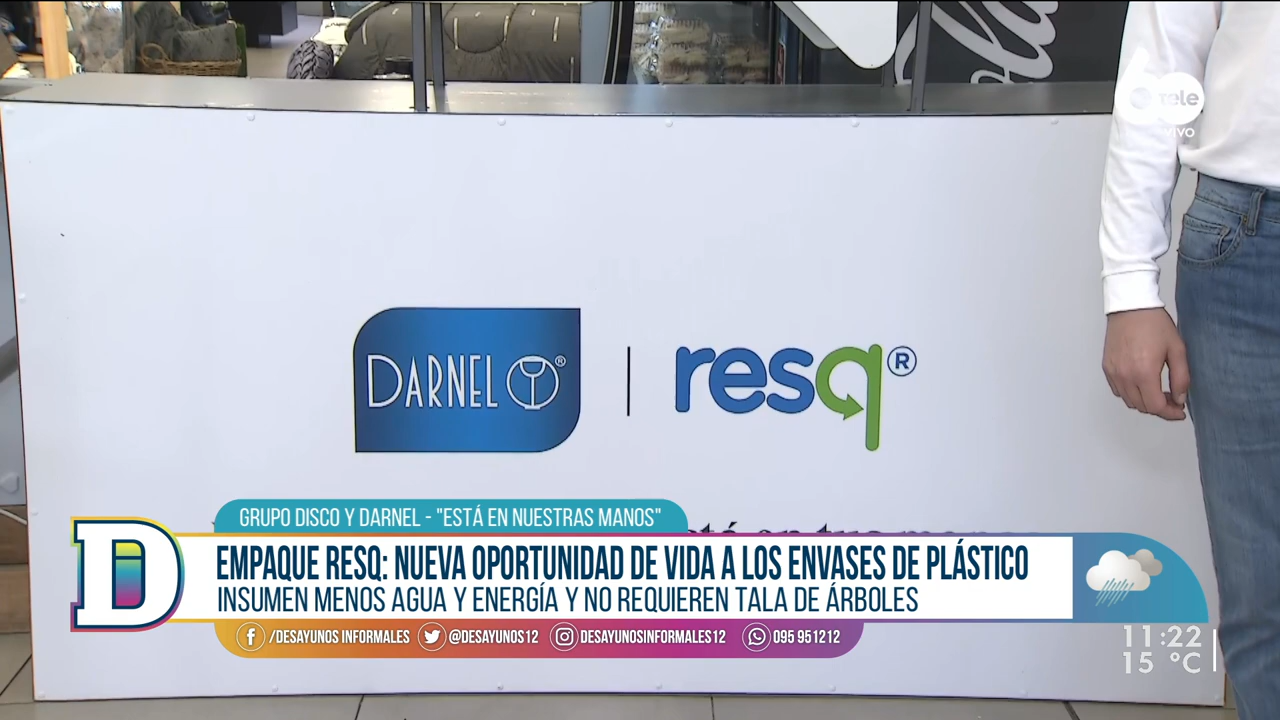 tele
VIVO
DARNEL ®
resq®
GRUPO DISCO Y DARNEL - "ESTÁ EN NUESTRAS MANOS"
D
EMPAQUE RESQ: NUEVA OPORTUNIDAD DE VIDA A LOS ENVASES DE PLÁSTICO
INSUMEN MENOS AGUA Y ENERGÍA Y NO REQUIEREN TALA DE ÁRBOLES
/DESAYUNOS INFORMALES @DESAYUNOS12 DESAYUNOSINFORMALES12 095 951212
11:22
15 °C